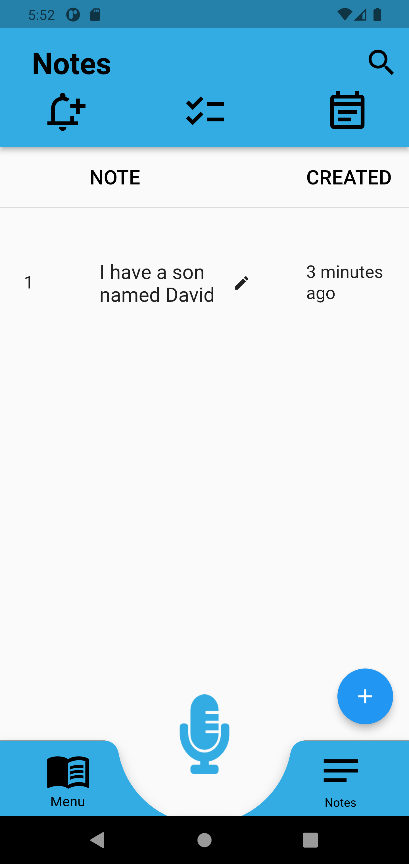 5:52
Notes
NOTE CREATED
1 I have a son named David 3 minutes ago
Menu
Notes